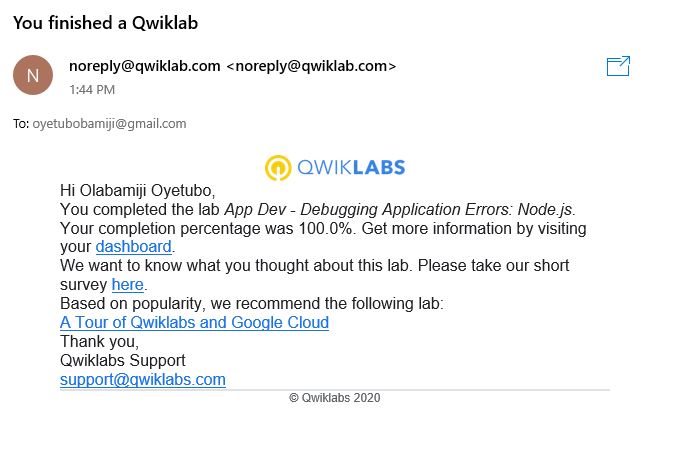 You finished a Qwiklab
N
noreply@qwiklab.com <noreply@qwiklab.com>
1:44 PM
To: oyetubobamiji@gmail.com
QWIKLABS
Hi Olabamiji Oyetubo,
You completed the lab App Dev - Debugging Application Errors: Node.js.
Your completion percentage was 100.0%. Get more information by visiting
your dashboard.
We want to know what you thought about this lab. Please take our short
survey here.
Based on popularity, we recommend the following lab:
A Tour of Qwiklabs and Google Cloud
Thank you,
Qwiklabs Support
support@qwiklabs.com
© Qwiklabs 2020